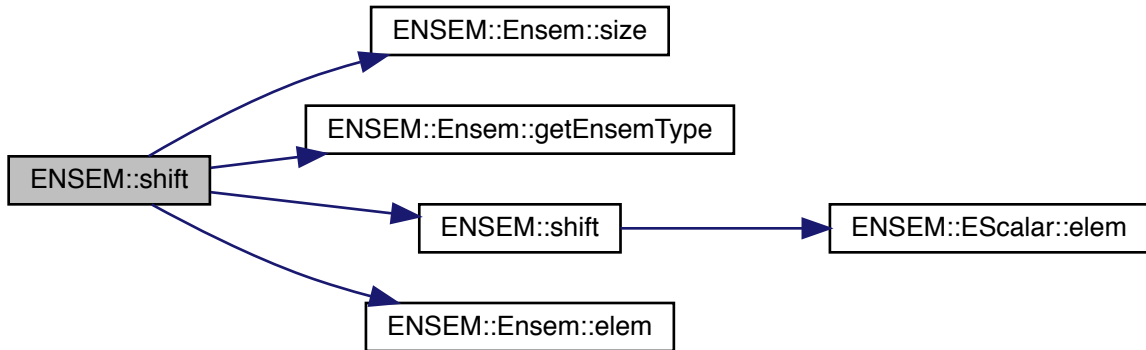 ENSEM::Ensem::size
ENSEM::Ensem::getEnsemType
ENSEM::shift
ENSEM::shift
ENSEM::EScalar::elem
ENSEM::Ensem::elem